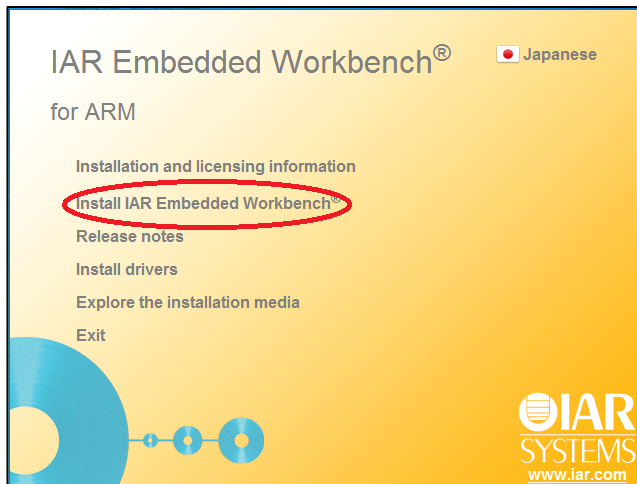 IAR Embedded Workbench®
Japanese
for ARM
Installation and licensing information
Install IAR Embedded Workbench®
Release notes
Install drivers
Explore the installation media
Exit
IAR
SYSTEMS
www.iar.com